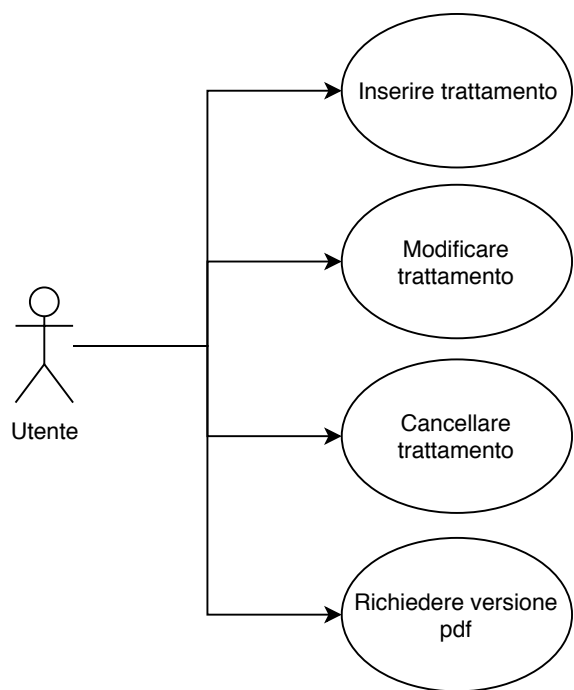 Inserire trattamento
Modificare
trattamento
Utente
Cancellare
trattamento
Richiedere versione
pdf